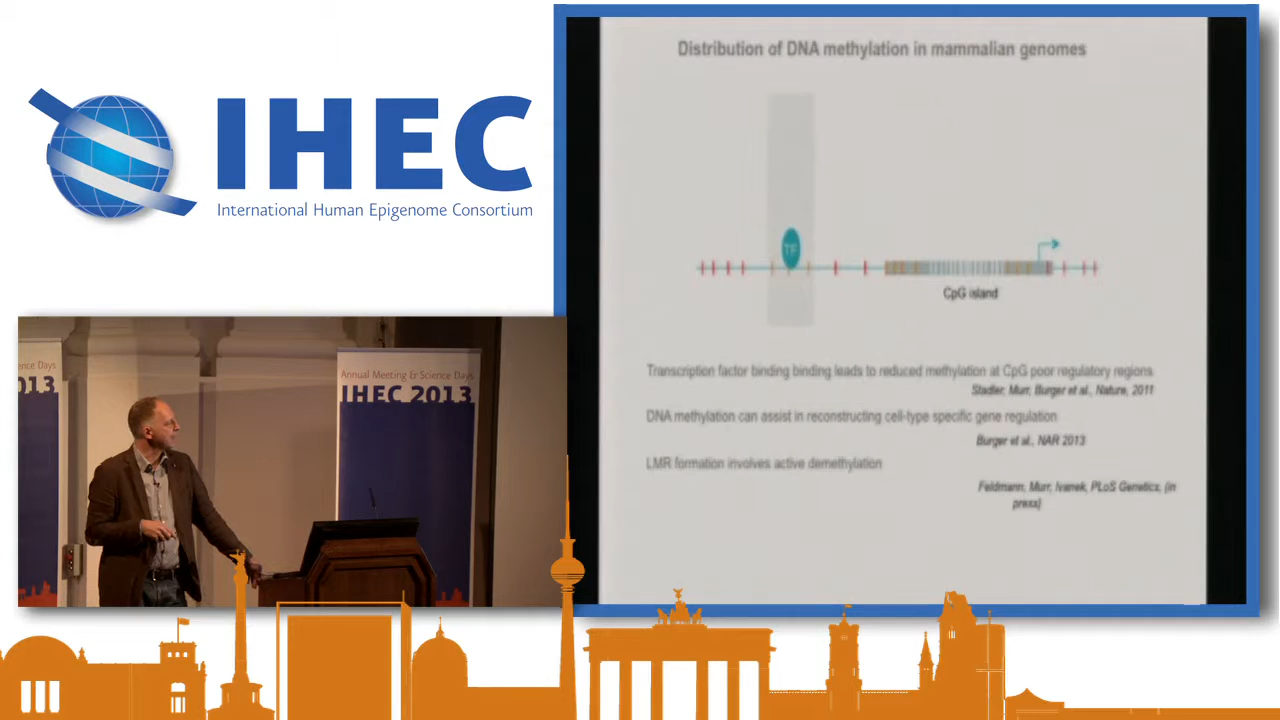 IHEC
International Human Epigenome Consortium
ence Days
013
Annual Meeting & Science Days
IHEC 2013
Distribution of DNA methylation in mammalian genomes
TF
CpG island
Transcription factor binding binding leads to reduced methylation at CpG poor regulatory regions
Stadler, Murr, Burger et al., Nature, 2011
DNA methylation can assist in reconstructing cell-type specific gene regulation
Burger et al., NAR 2013
LMR formation involves active demethylation
Feldmann, Murr, Ivanek, PLoS Genetics, (in
press)